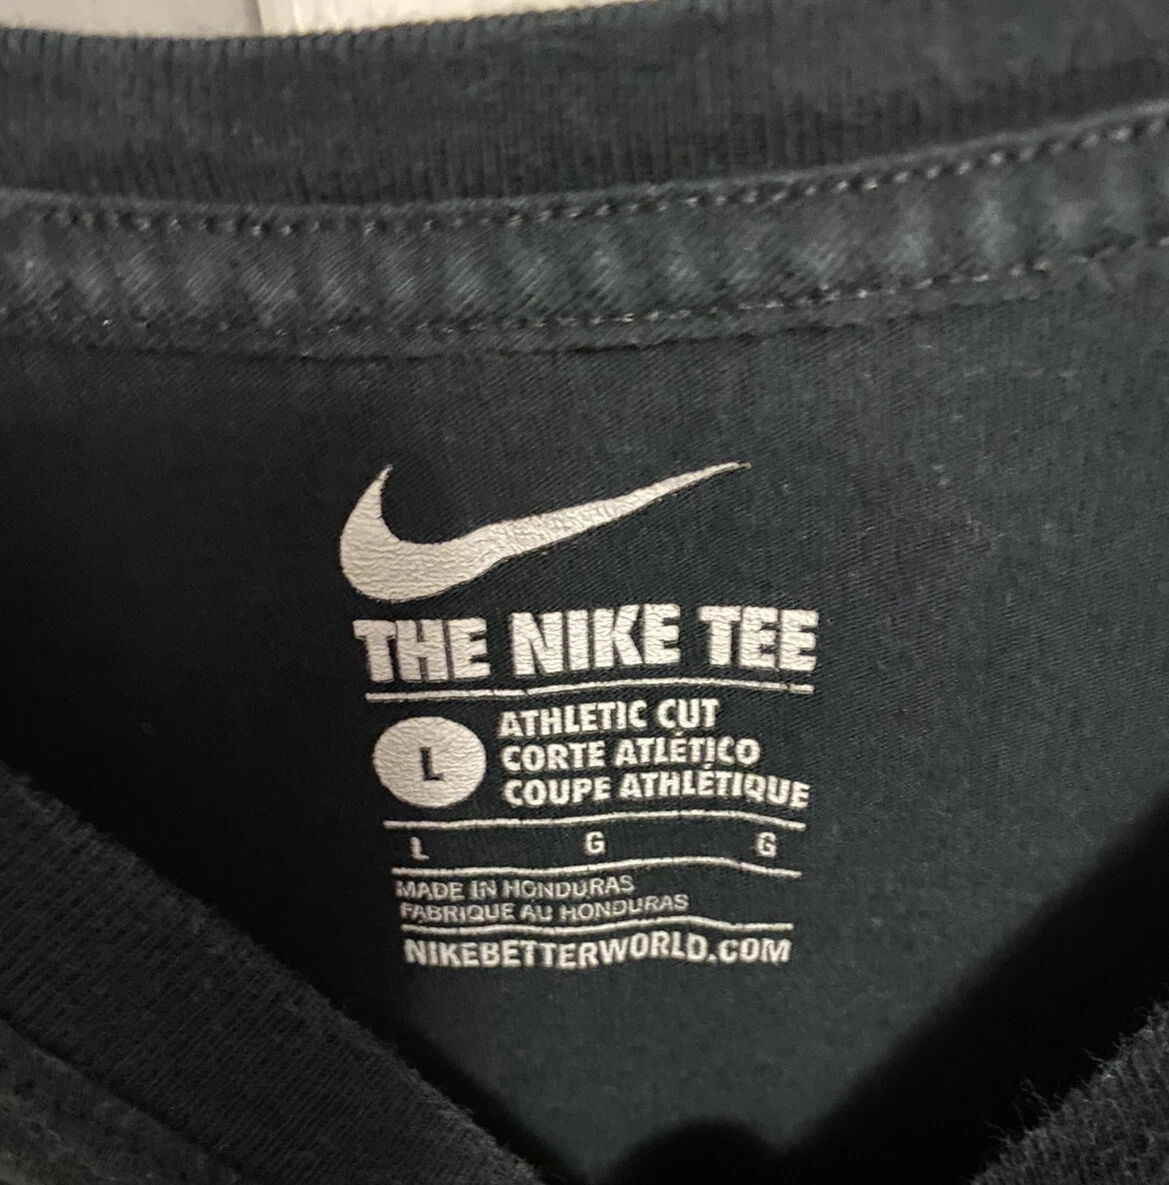 THE NIKE TEE
L
ATHLETIC CUT
CORTE ATLÉTICO
COUPE ATHLÉTIQUE
L G G
MADE IN HONDURAS
FABRIQUE AU HONDURAS
NIKEBETTERWORLD.COM